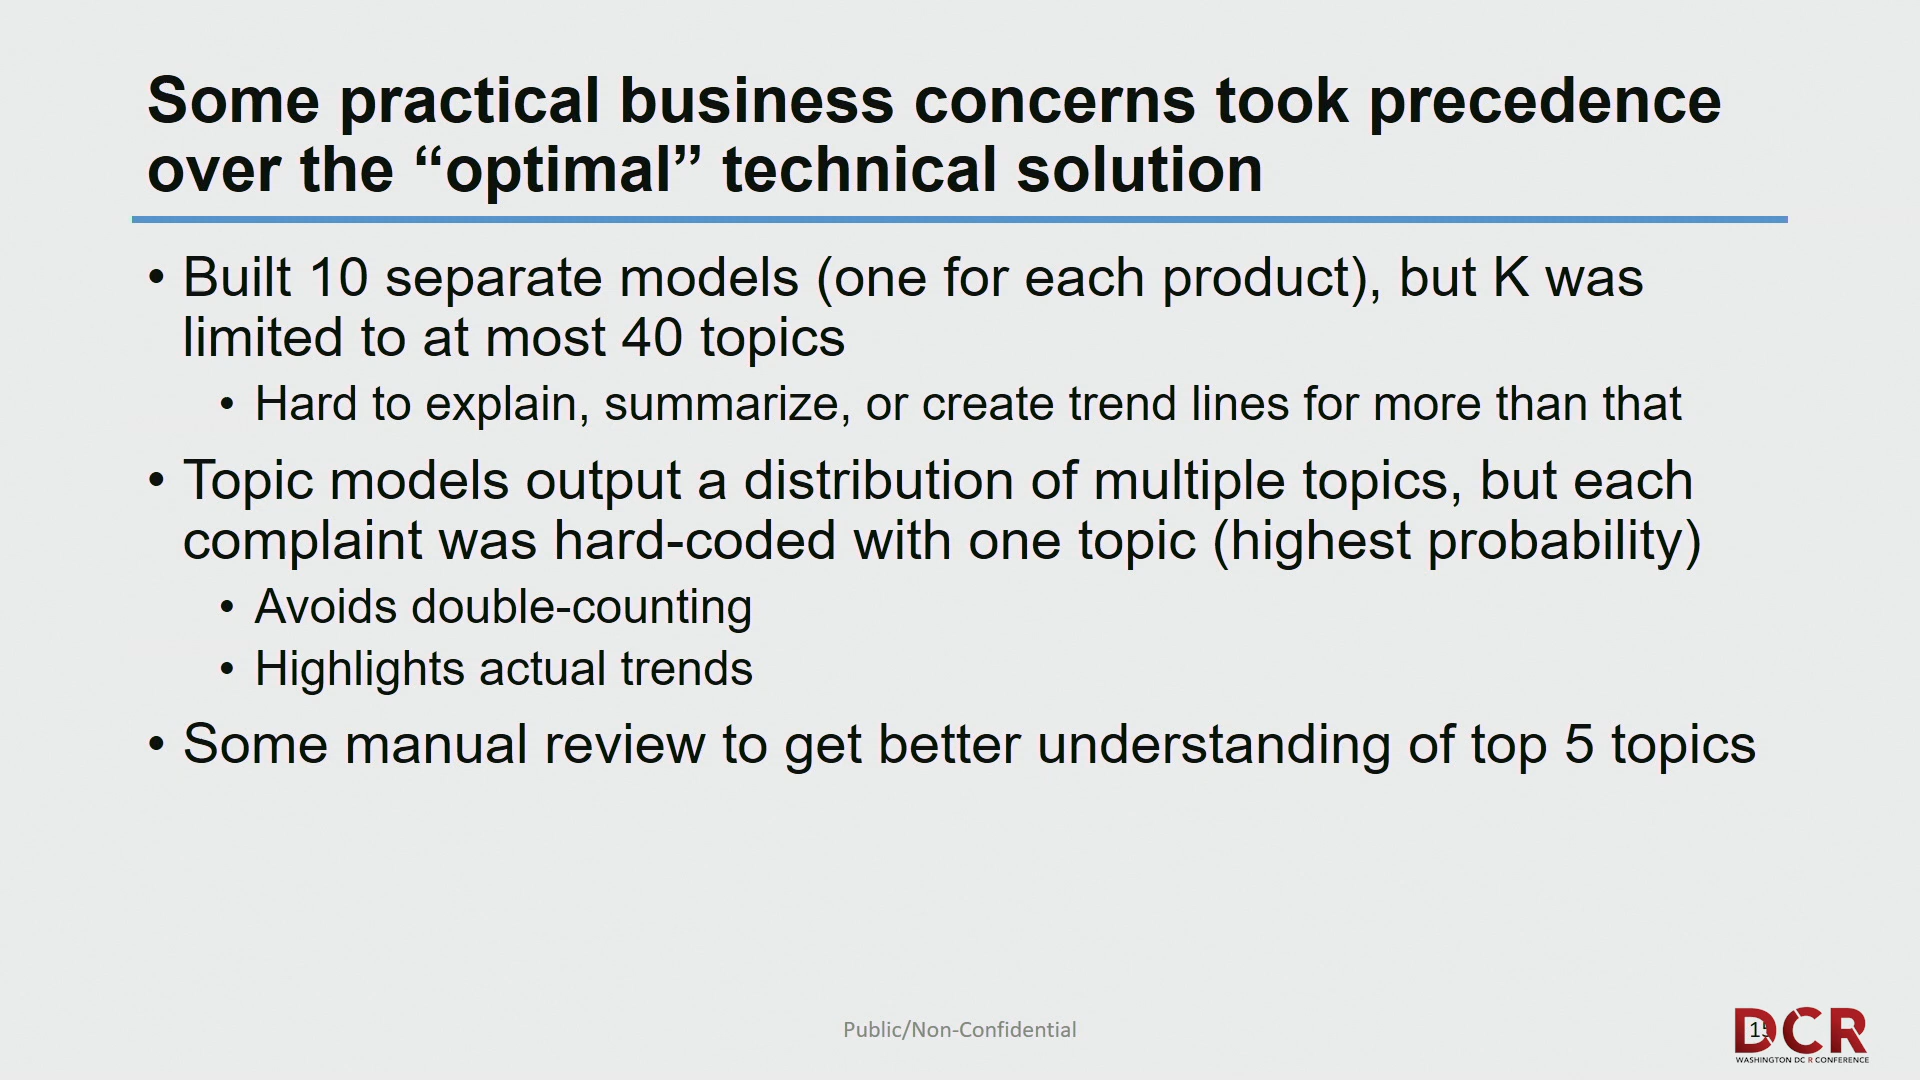 Some practical business concerns took precedence
over the “optimal” technical solution
• Built 10 separate models (one for each product), but K was
limited to at most 40 topics
• Hard to explain, summarize, or create trend lines for more than that
• Topic models output a distribution of multiple topics, but each
complaint was hard-coded with one topic (highest probability)
• Avoids double-counting
• Highlights actual trends
• Some manual review to get better understanding of top 5 topics
Public/Non-Confidential
DCR
WASHINGTON DC R CONFERENCE